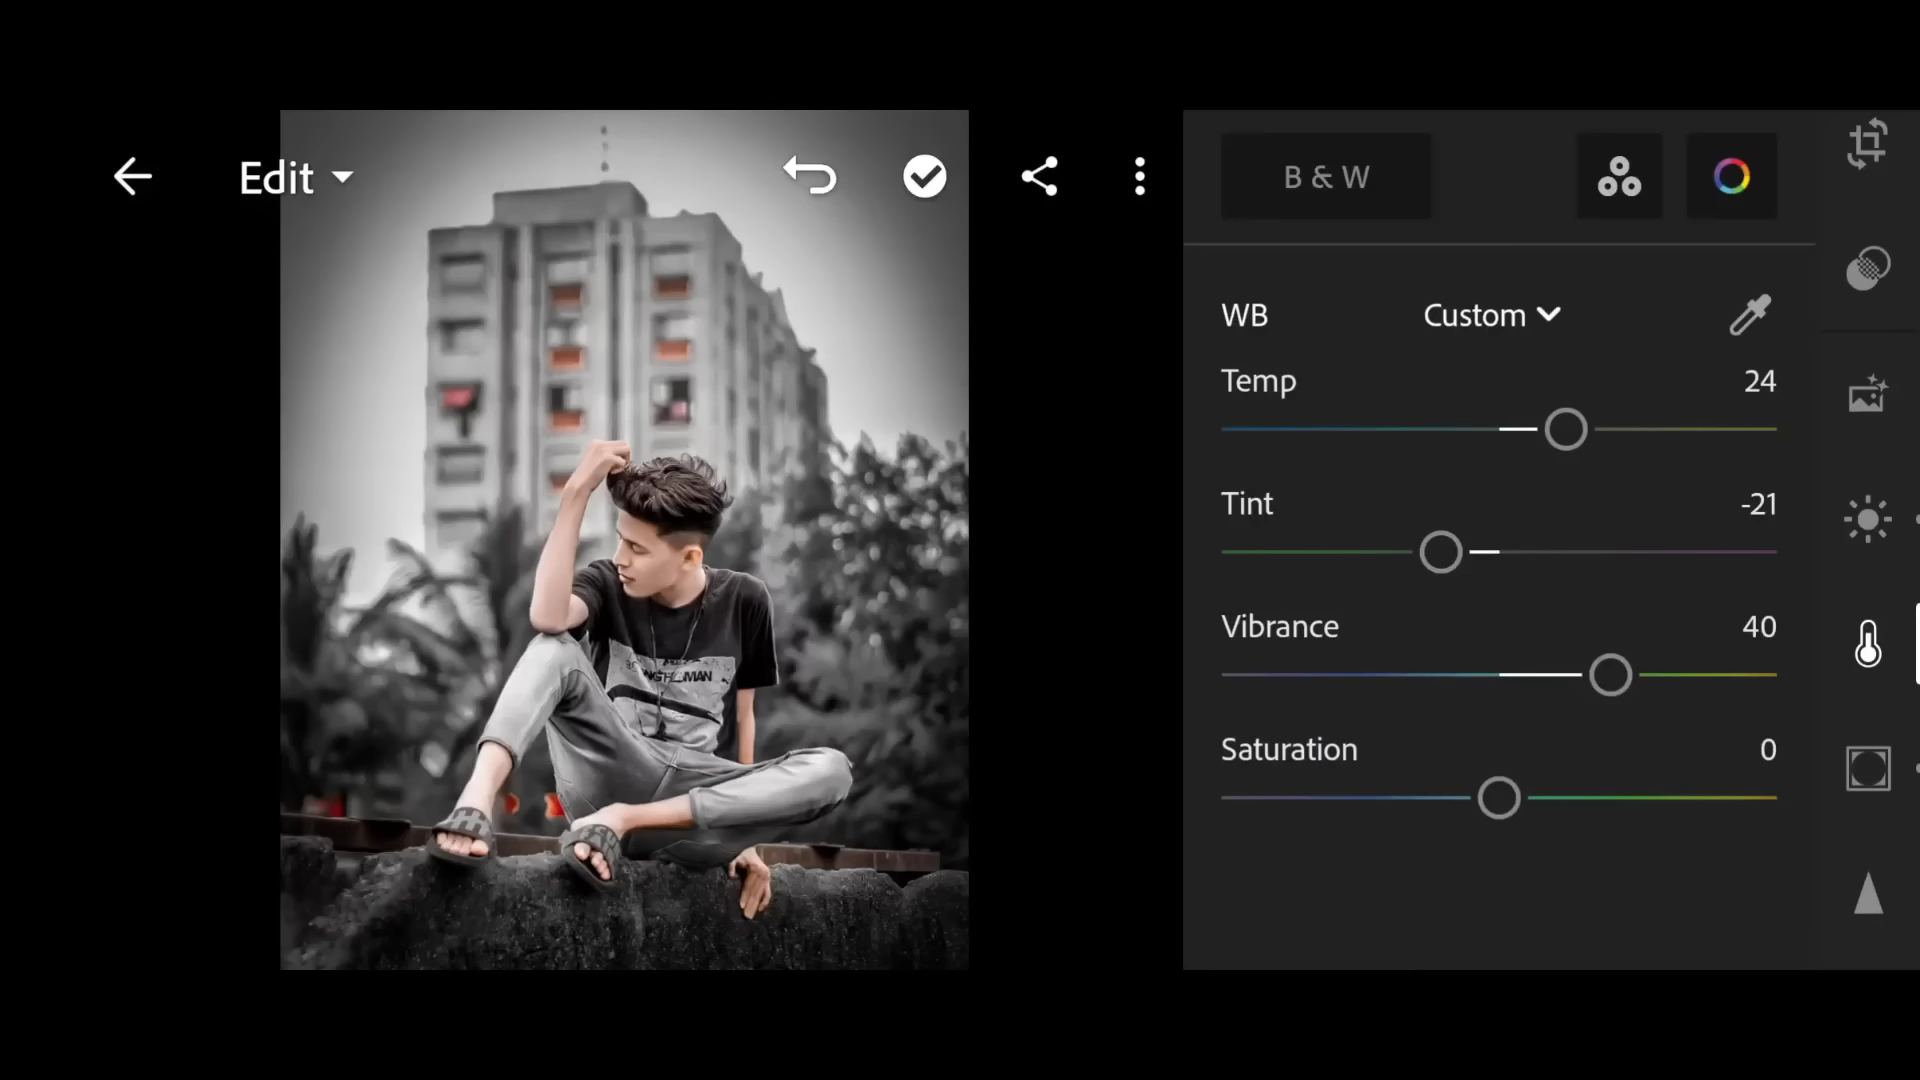 Edit
B & W
WB Custom
Temp 24
Tint -21
Vibrance 40
Saturation 0